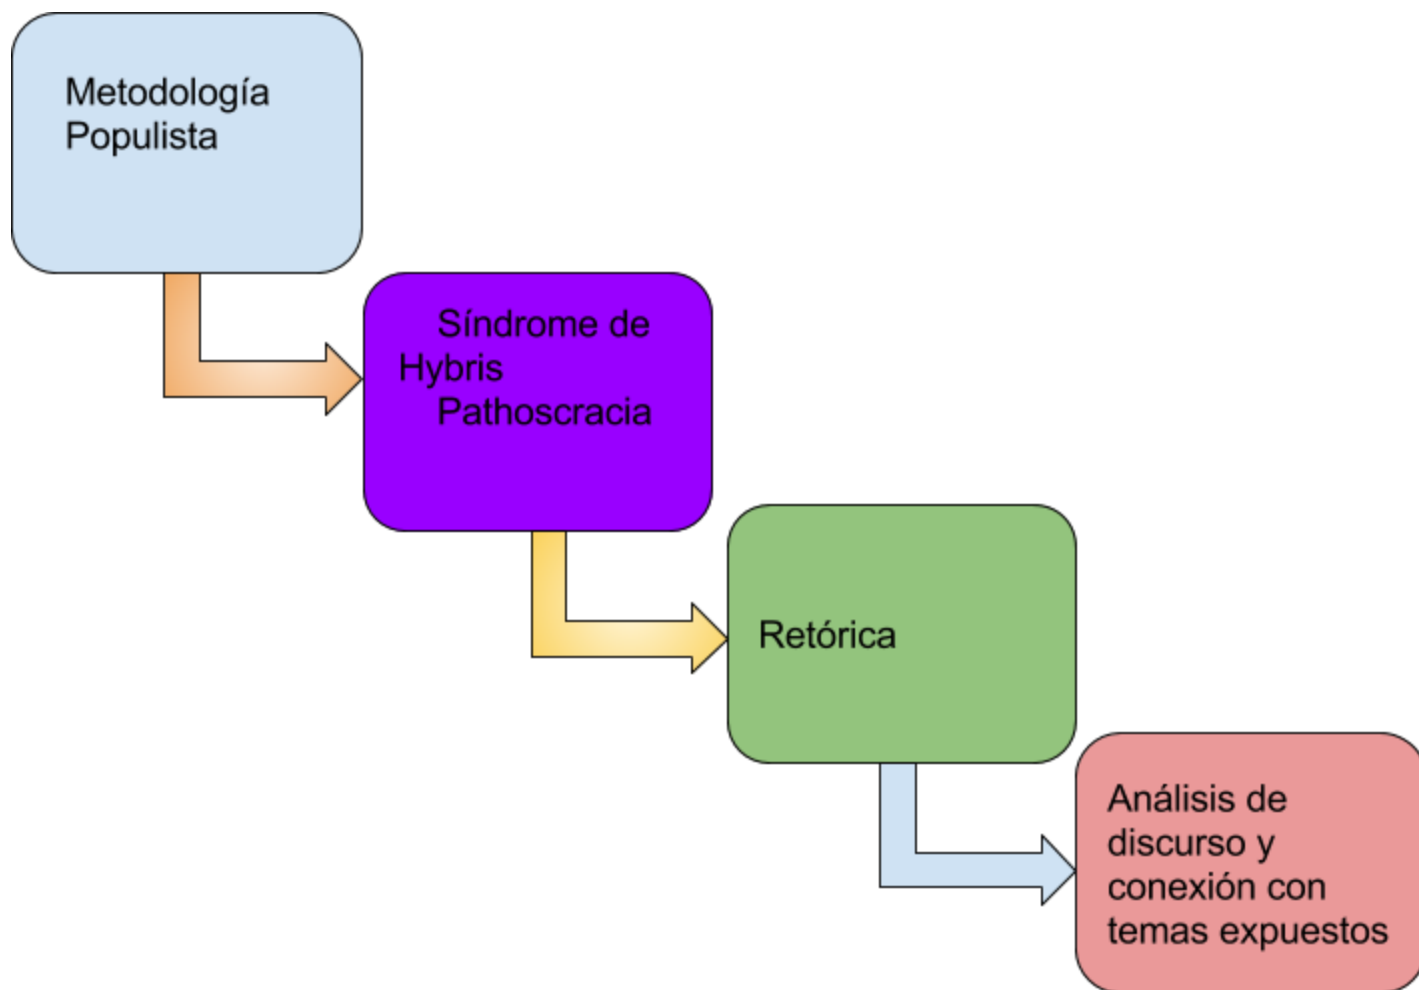 Metodología
Populista
Síndrome de
Hybris
Pathoscracia
Retórica
Análisis de
discurso y
conexión con
temas expuestos